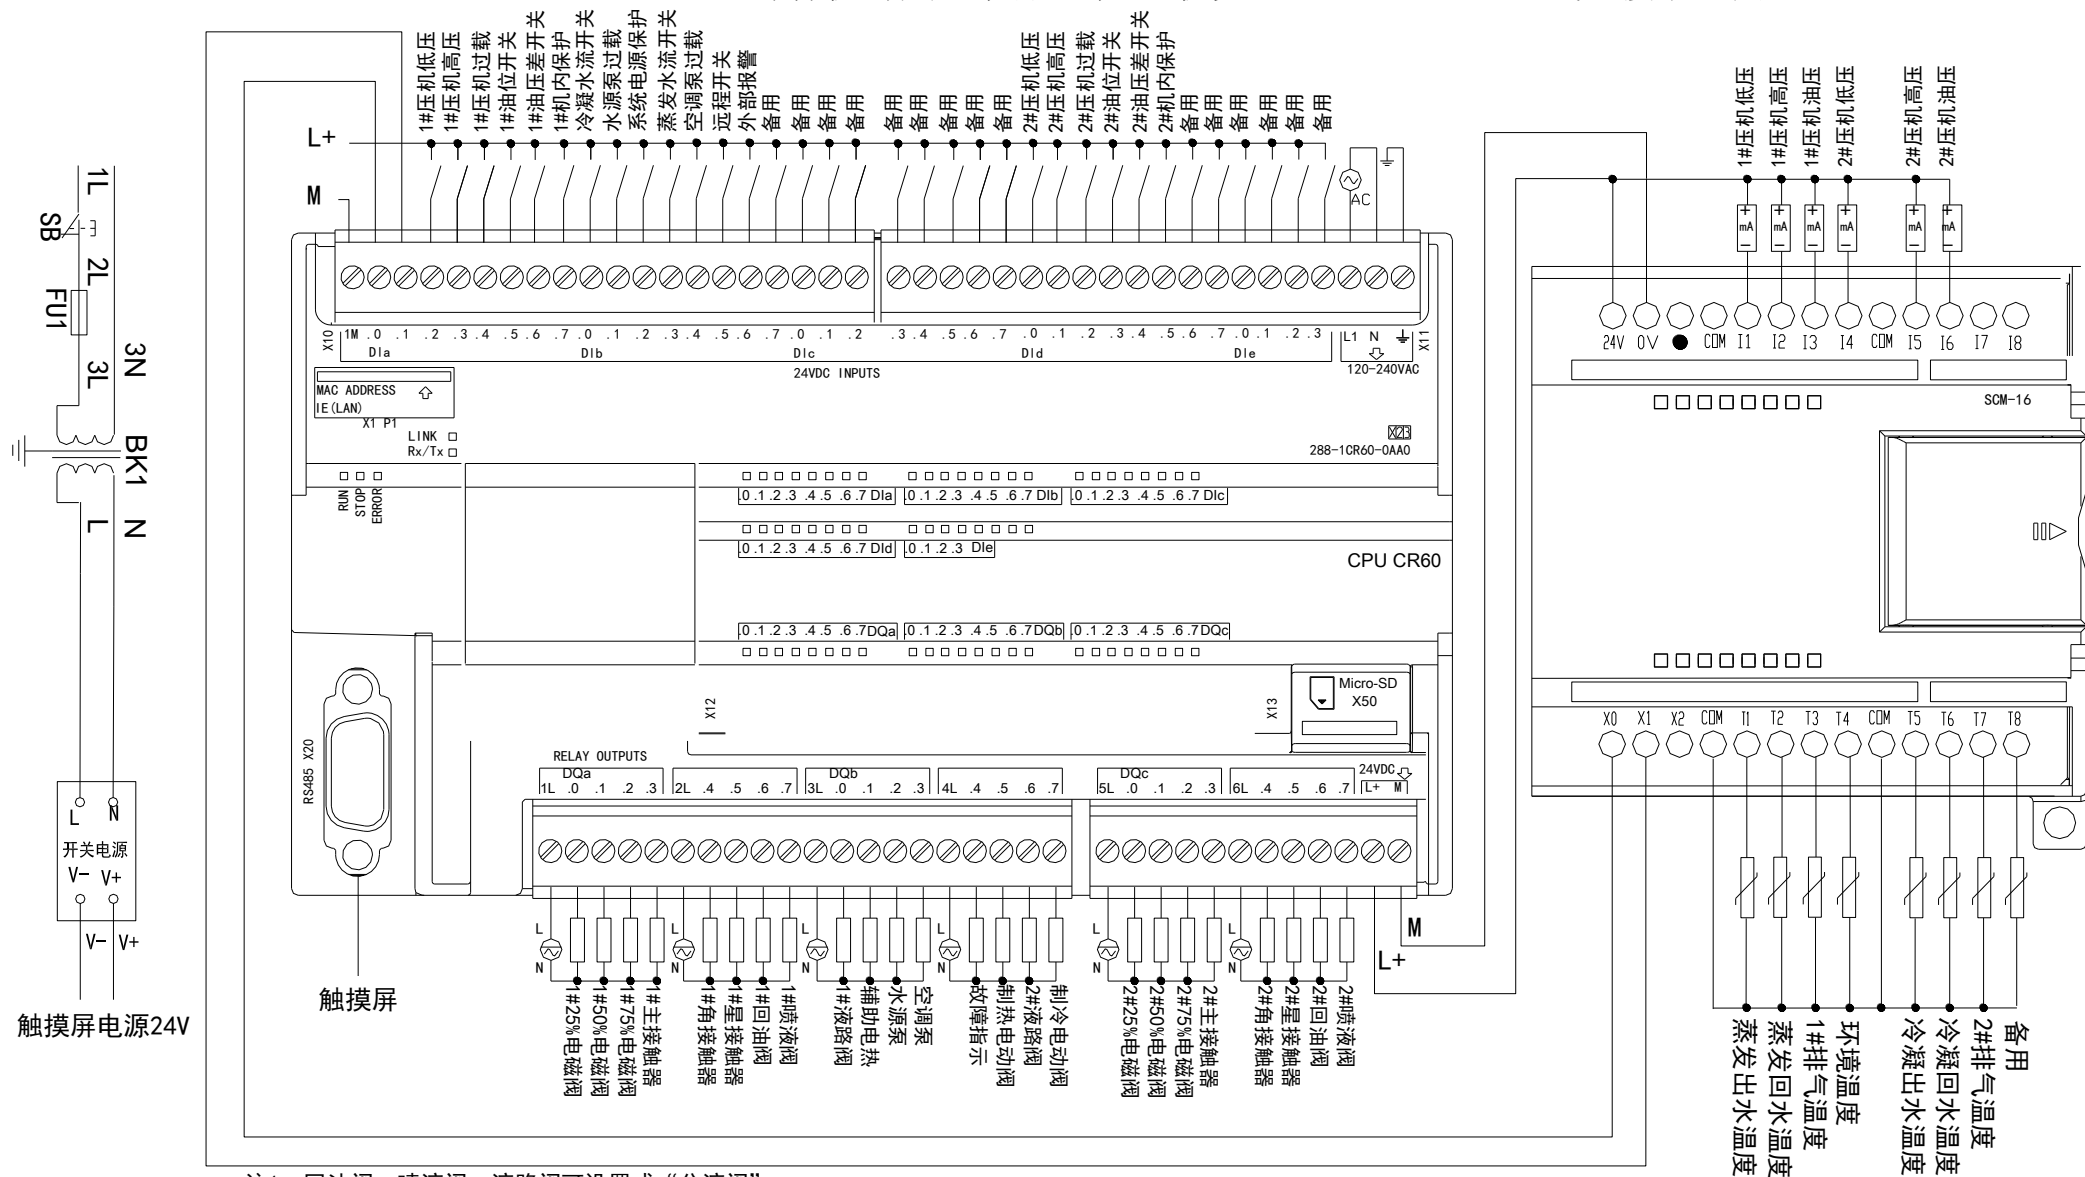 1#压机低压
1#压机高压
1#压机过载
1#油位开关
1#油压差开关
1#机内保护
冷凝水流开关
水源泵过载
系统电源保护
蒸发水流开关
空调泵过载
远程开关
外部报警
备用
备用
备用
备用
备用
备用
备用
备用
备用
2#压机低压
2#压机高压
2#压机过载
2#油位开关
2#油压差开关
2#机内保护
备用
备用
备用
备用
备用
备用
L+
M
AC
1#压机低压
1#压机高压
1#压机油压
2#压机低压
2#压机高压
2#压机油压
+ + + + + +
mA mA mA mA mA mA
− − − − − −
1L
SB
2L
FU1
3L
3N
BK1
L
N
L N
开关电源
V- V+
V- V+
触摸屏电源24V
X10
1M .0 .1 .2 .3 .4 .5 .6 .7 .0 .1 .2 .3 .4 .5 .6 .7 .0 .1 .2 .3 .4 .5 .6 .7 .0 .1 .2 .3 .4 .5 .6 .7 .0 .1 .2 .3 L1 N
X11
DIa DIb DIc DId DIe
24VDC INPUTS
120-240VAC
MAC ADDRESS
IE(LAN)
X1 P1
LINK
Rx/Tx
288-1CR60-0AA0
RUN
STOP
ERROR
.0 .1 .2 .3 .4 .5 .6 .7 DIa .0 .1 .2 .3 .4 .5 .6 .7 DIb .0 .1 .2 .3 .4 .5 .6 .7 DIc
.0 .1 .2 .3 .4 .5 .6 .7 DId .0 .1 .2 .3 DIe
CPU CR60
.0 .1 .2 .3 .4 .5 .6 .7 DQa .0 .1 .2 .3 .4 .5 .6 .7 DQb .0 .1 .2 .3 .4 .5 .6 .7 DQc
Micro-SD
X50
X12
X13
RS485 X20
RELAY OUTPUTS
DQa DQb DQc 24VDC
1L .0 .1 .2 .3 2L .4 .5 .6 .7 3L .0 .1 .2 .3 4L .4 .5 .6 .7 5L .0 .1 .2 .3 6L .4 .5 .6 .7 L+ M
L L L L L L
N N N N N N
M
L+
触摸屏
1#25%电磁阀
1#50%电磁阀
1#75%电磁阀
1#主接触器
1#角接触器
1#星接触器
1#回油阀
1#喷液阀
1#液路阀
辅助电热
水源泵
空调泵
故障指示
制热电动阀
2#液路阀
制冷电动阀
2#25%电磁阀
2#50%电磁阀
2#75%电磁阀
2#主接触器
2#角接触器
2#星接触器
2#回油阀
2#喷液阀
24V 0V ● COM I1 I2 I3 I4 COM I5 I6 I7 I8
SCM-16
X0 X1 X2 COM T1 T2 T3 T4 COM T5 T6 T7 T8
蒸发出水温度
蒸发回水温度
1#排气温度
环境温度
冷凝出水温度
冷凝回水温度
2#排气温度
备用